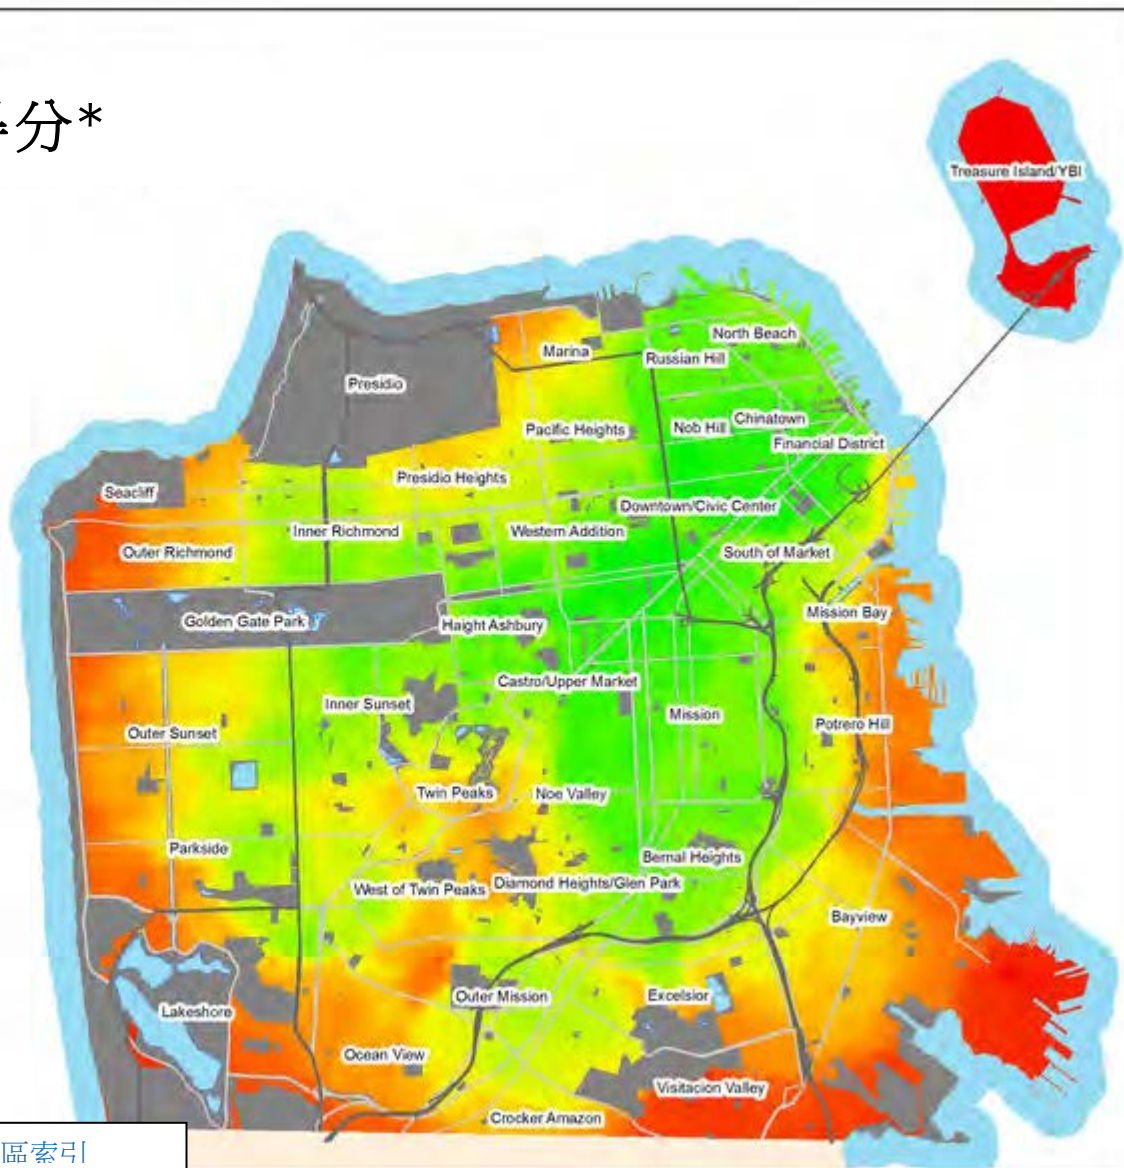 分*
Treasure Island/YBI
North Beach
Marina
Russian Hill
Presidio
Chinatown
Pacific Heights
Nob Hill
Financial District
Presidio Heights
Seacliff
Downtown/Civic Center
Inner Richmond
Western Addition
Outer Richmond
South of Market
Mission Bay
Golden Gate Park
Haight Ashbury
Castro/Upper Market
Inner Sunset
Mission
Potrero Hill
Outer Sunset
Twin Peaks
Noe Valley
Parkside
Bernal Heights
West of Twin Peaks
Diamond Heights/Glen Park
Bayview
Outer Mission
Excelsior
Lakeshore
Ocean View
Visitacion Valley
Crocker Amazon
區索引